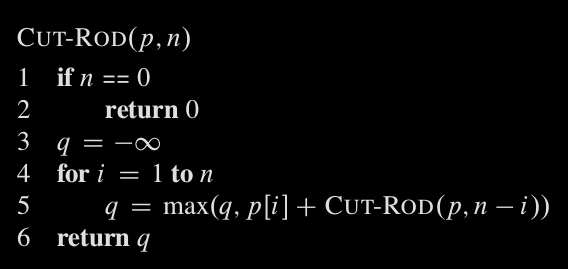 CUT-ROD(p, n)
1 if n == 0
2 return 0
3 q = −∞
4 for i = 1 to n
5 q = max(q, p[i] + CUT-ROD(p, n − i))
6 return q